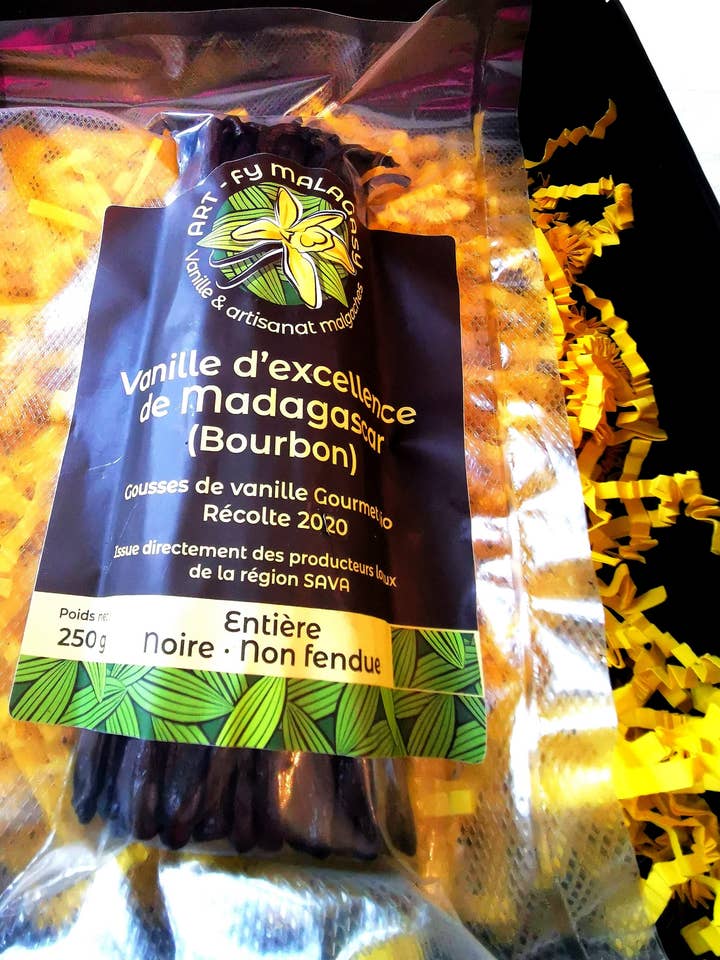 ART - FY MALAGASY
Vanille & artisanat malgaches
Vanille d'excellence
de Madagascar
(Bourbon)
Gousses de vanille Gourmet
Récolte 2020
Issue directement des producteurs
de la région SAVA
Poids
250g
Entière
Noire · Non fendue